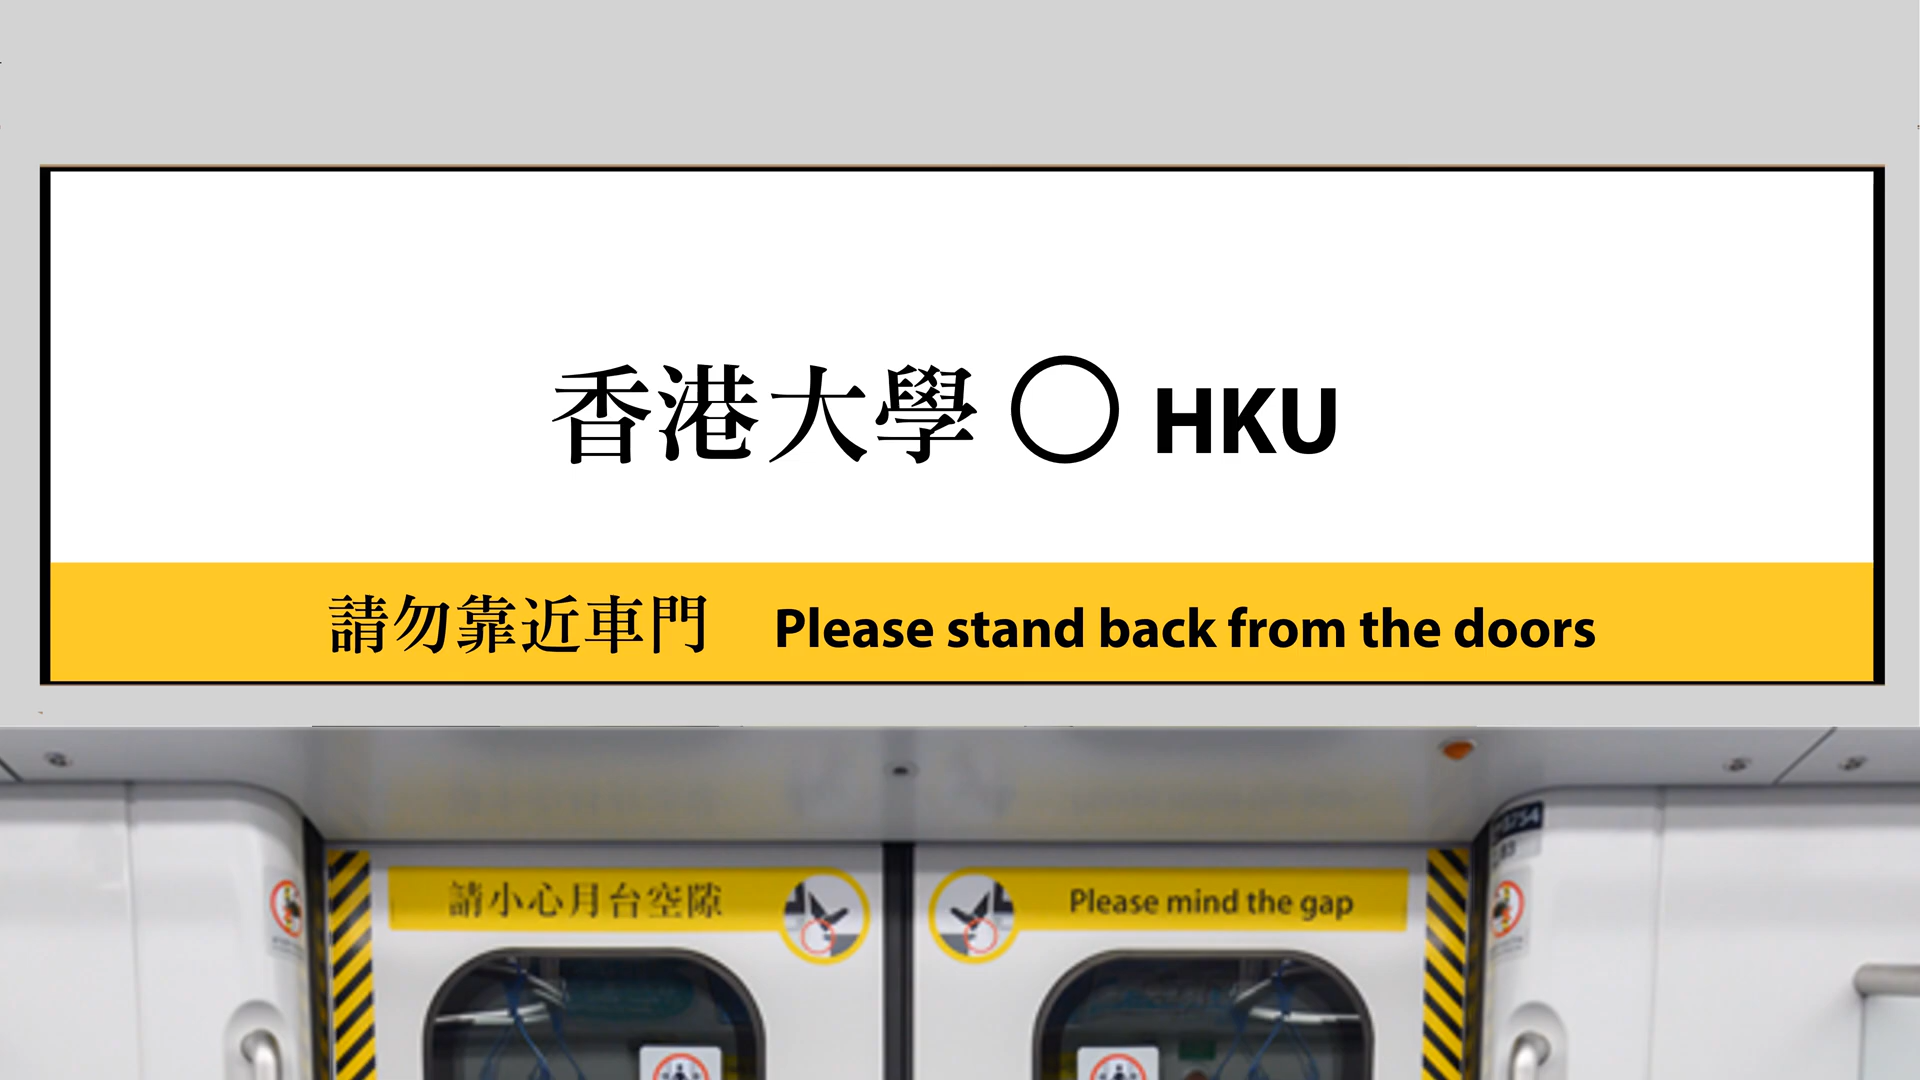 香港大學 ◯ HKU
請勿靠近車門 Please stand back from the doors
請小心月台空隙 Please mind the gap